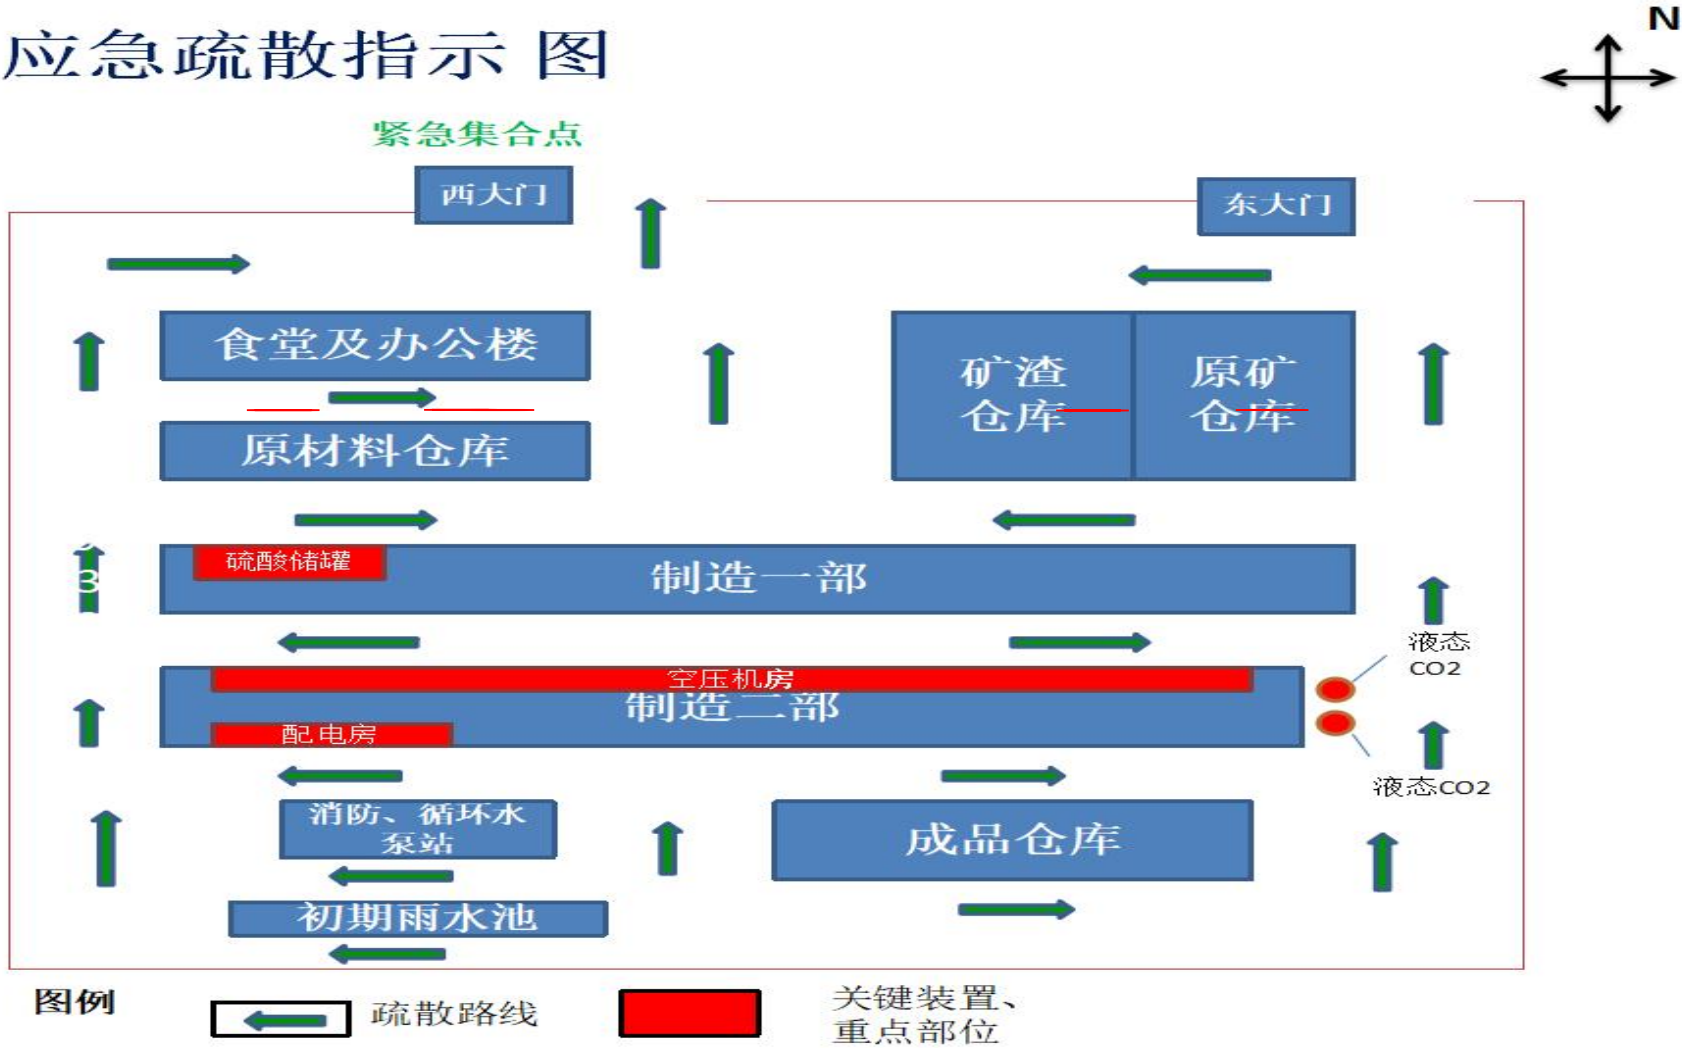 应急疏散指示 图
N
紧急集合点
西大门
东大门
食堂及办公楼
矿渣
仓库
原矿
仓库
原材料仓库
硫酸储罐
制造一部
3
液态
CO2
空压机房
制造二部
配电房
液态CO2
消防、循环水
泵站
成品仓库
初期雨水池
图例
疏散路线
关键装置、
重点部位